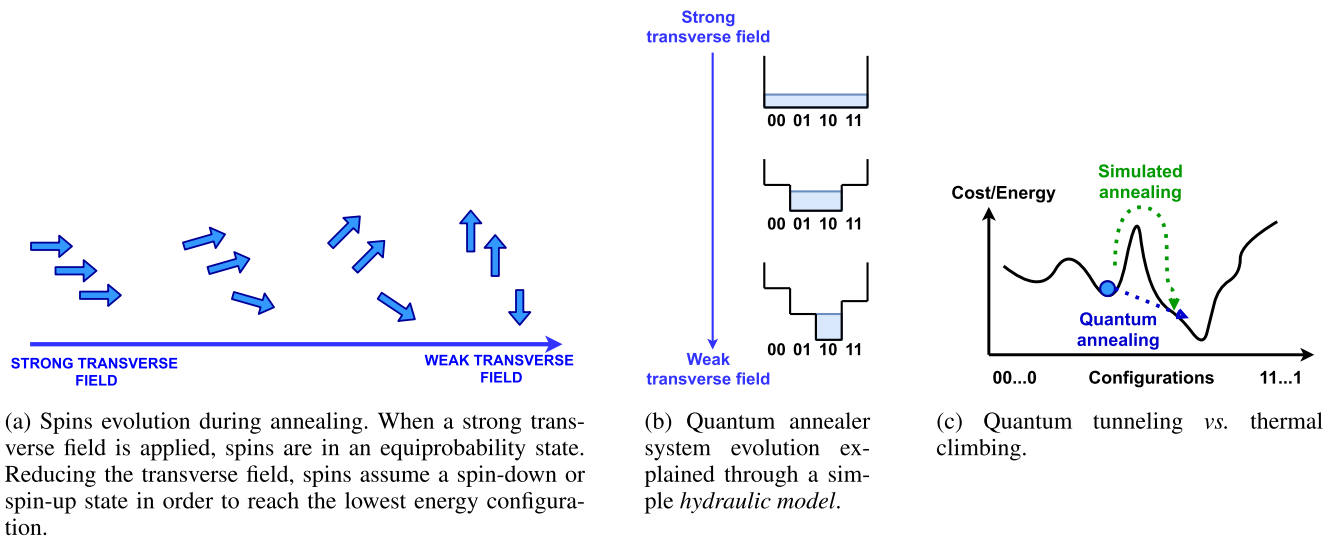 STRONG TRANSVERSE
FIELD
WEAK TRANSVERSE
FIELD
(a) Spins evolution during annealing. When a strong trans-
verse field is applied, spins are in an equiprobability state.
Reducing the transverse field, spins assume a spin-down or
spin-up state in order to reach the lowest energy configura-
tion.
Strong
transverse field
00 01 10 11
00 01 10 11
00 01 10 11
Weak
transverse field
(b) Quantum annealer
system evolution ex-
plained through a sim-
ple hydraulic model.
Simulated
annealing
Cost/Energy
Quantum
annealing
00...0 Configurations 11...1
(c) Quantum tunneling vs. thermal
climbing.